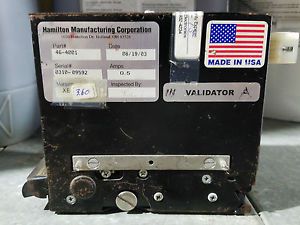 Hamilton Manufacturing Corporation
Part#
Date
46-4001
08/19/03
Serial#
Amps
0310-09592
0.5
Version
Inspected By:
XE 360
MADE IN USA
VALIDATOR A